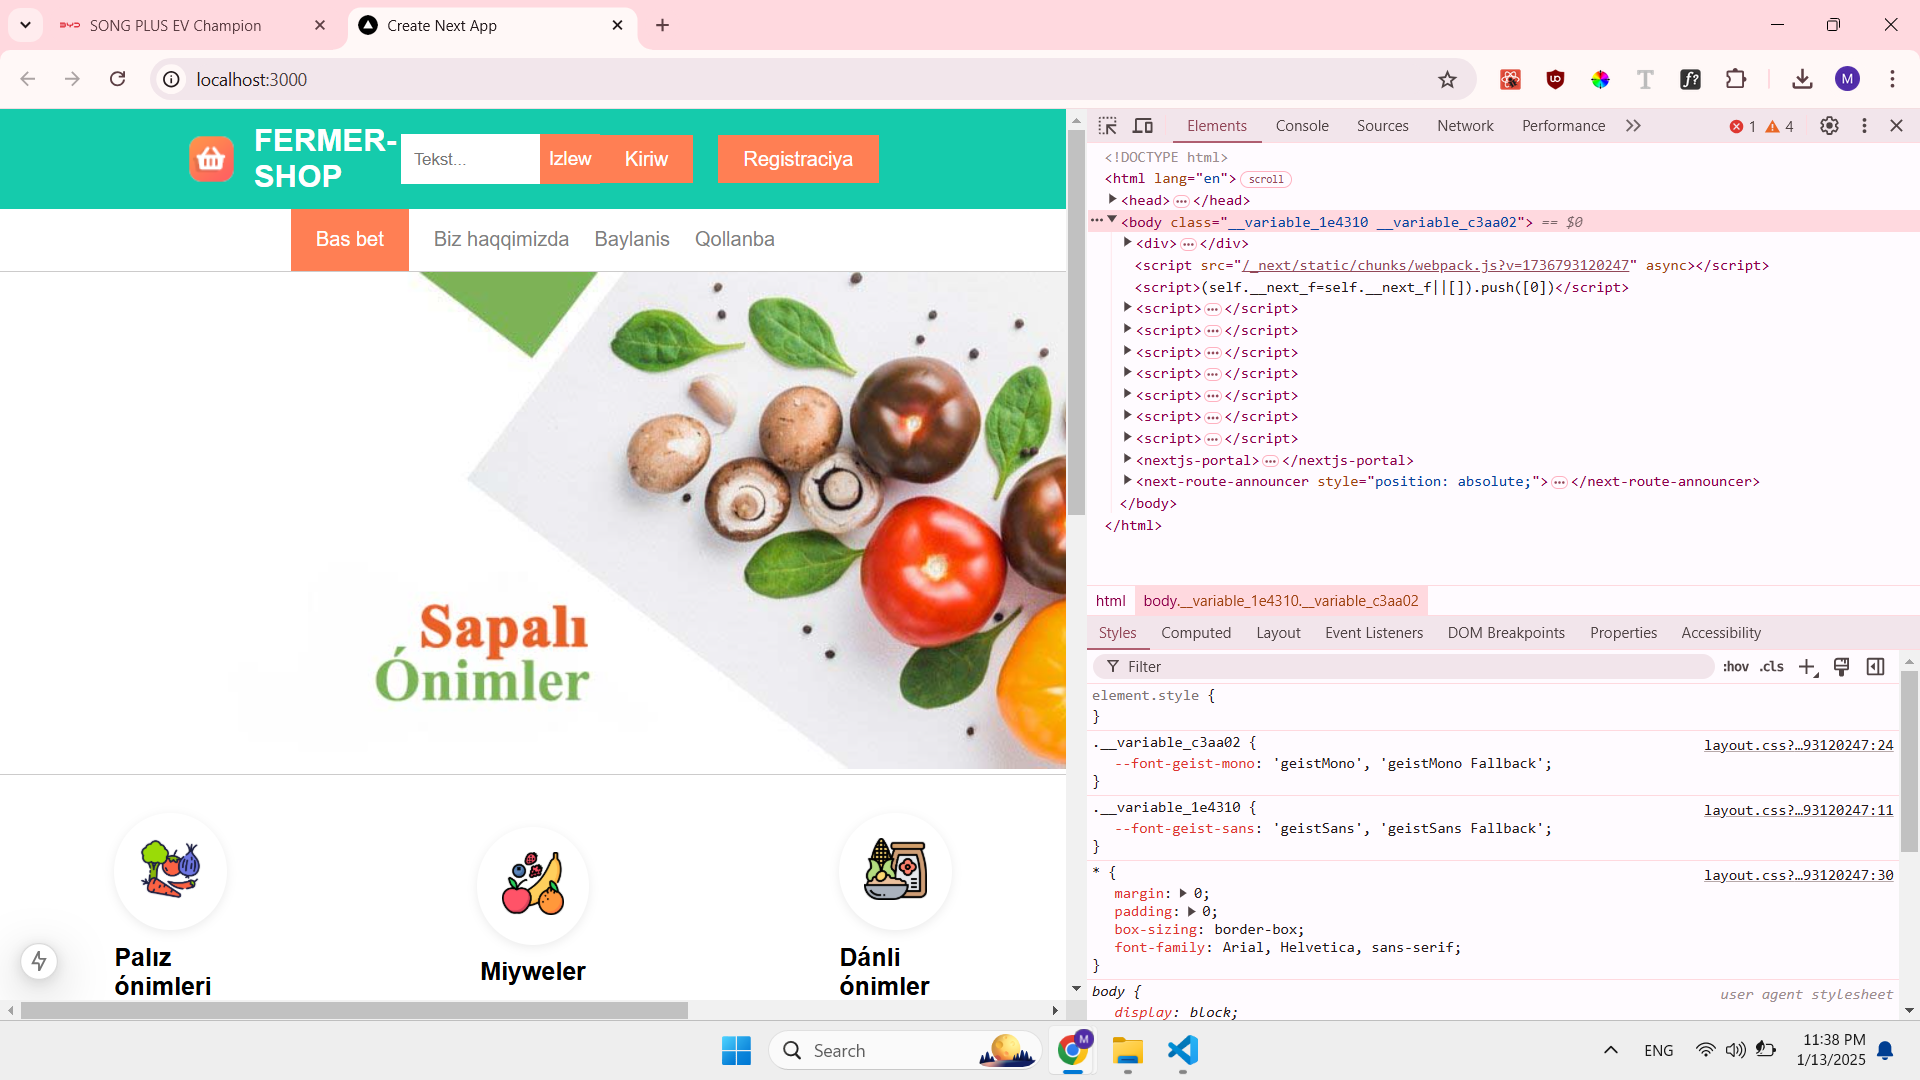 SONG PLUS EV Champion
Create Next App
localhost:3000
M
FERMER-
SHOP
Tekst...
Izlew
Kiriw
Registraciya
Bas bet
Biz haqqimizda
Baylanis
Qollanba
Sapalı
Ónimler
Palız
ónimleri
Miyweler
Dánli
ónimler
Elements
Console
Sources
Network
Performance
1
4
<!DOCTYPE html>
<html lang="en"> scroll
<head> </head>
<body class="__variable_1e4310 __variable_c3aa02"> == $0
<div> </div>
<script src="/_next/static/chunks/webpack.js?v=1736793120247" async></script>
<script>(self.__next_f=self.__next_f||[]).push([0])</script>
<script> </script>
<script> </script>
<script> </script>
<script> </script>
<script> </script>
<script> </script>
<script> </script>
<nextjs-portal> </nextjs-portal>
<next-route-announcer style="position: absolute;"> </next-route-announcer>
</body>
</html>
html
body.__variable_1e4310.__variable_c3aa02
Styles
Computed
Layout
Event Listeners
DOM Breakpoints
Properties
Accessibility
Filter
:hov
.cls
element.style {
}
.__variable_c3aa02 {
layout.css?…93120247:24
--font-geist-mono: 'geistMono', 'geistMono Fallback';
}
.__variable_1e4310 {
layout.css?…93120247:11
--font-geist-sans: 'geistSans', 'geistSans Fallback';
}
* {
layout.css?…93120247:30
margin: 0;
padding: 0;
box-sizing: border-box;
font-family: Arial, Helvetica, sans-serif;
}
body {
user agent stylesheet
display: block;
Search
M
ENG
11:38 PM
1/13/2025